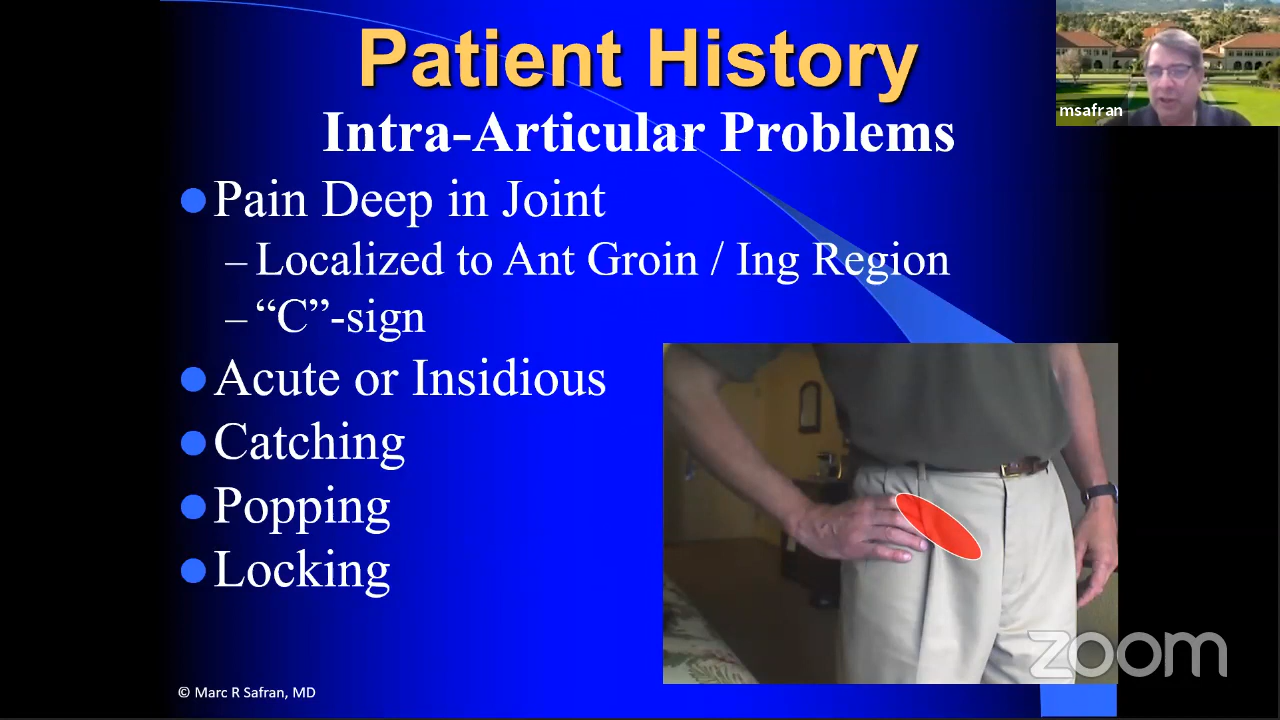 Patient History
msafran
Intra-Articular Problems
Pain Deep in Joint
– Localized to Ant Groin / Ing Region
– “C”-sign
Acute or Insidious
Catching
Popping
Locking
zoom
© Marc R Safran, MD